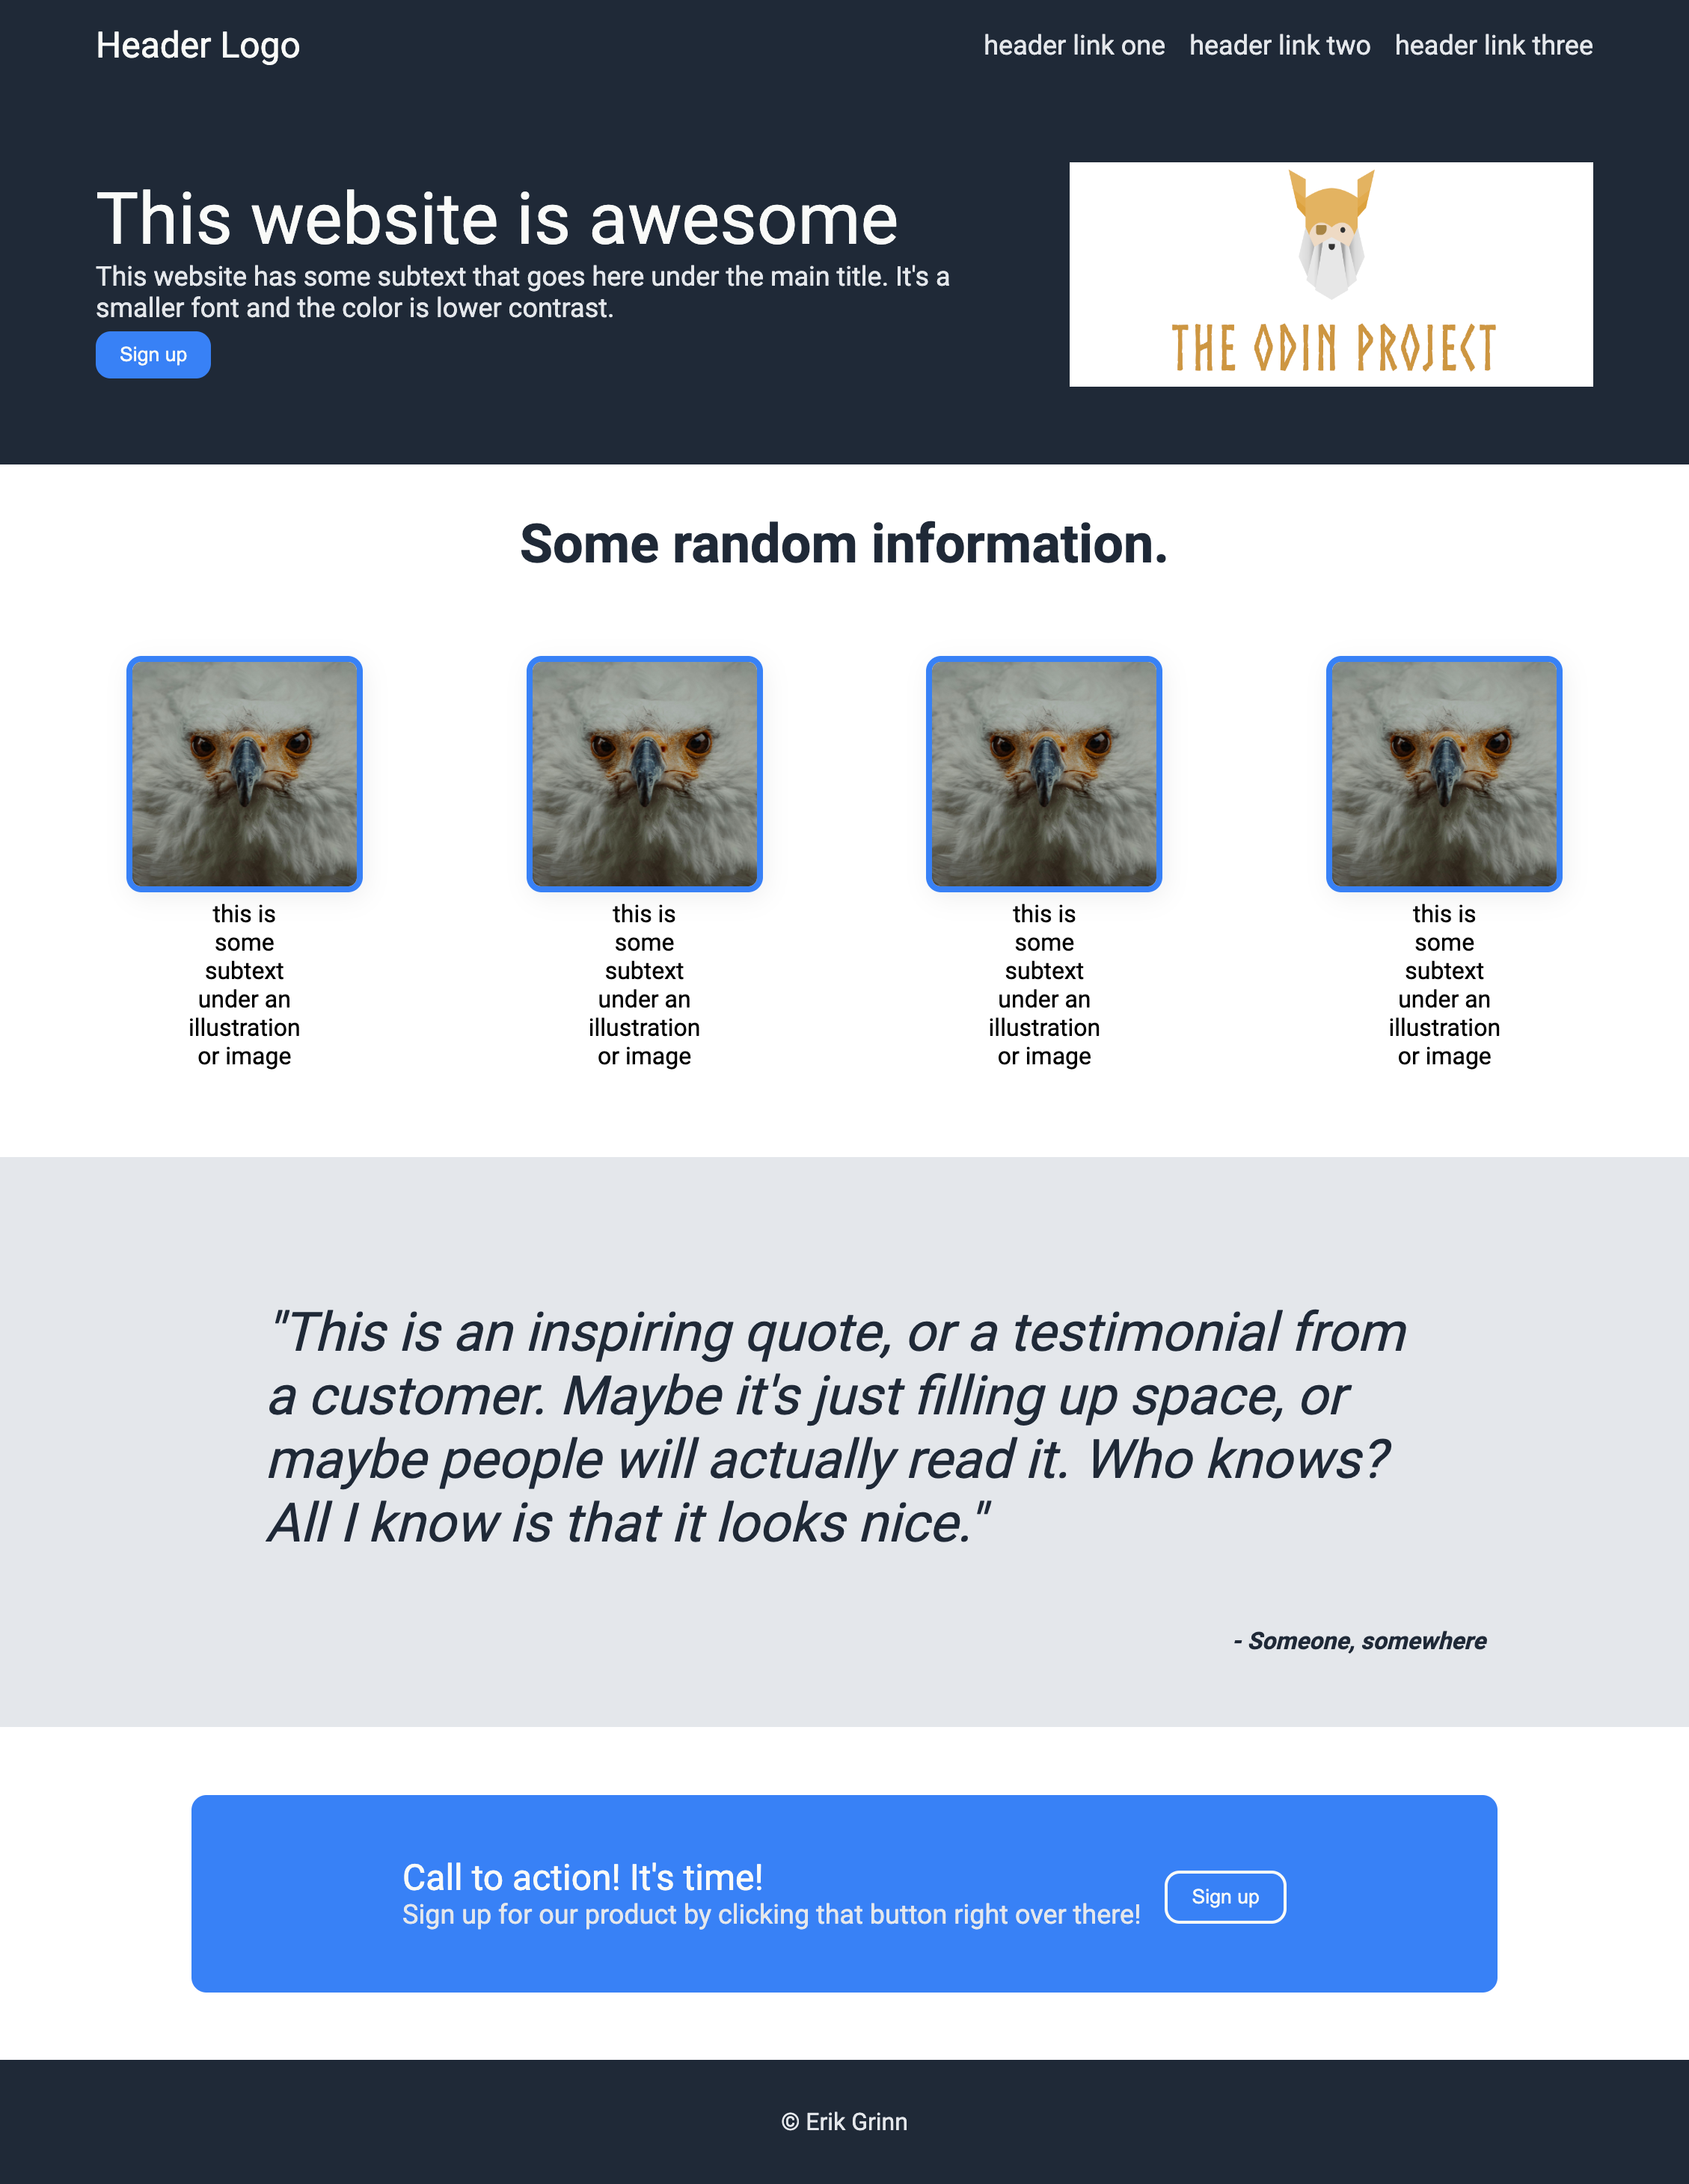 Header Logo
header link one header link two header link three
This website is awesome
This website has some subtext that goes here under the main title. It's a
smaller font and the color is lower contrast.
Sign up
THE ODIN PROJECT
Some random information.
this is
some
subtext
under an
illustration
or image
this is
some
subtext
under an
illustration
or image
this is
some
subtext
under an
illustration
or image
this is
some
subtext
under an
illustration
or image
"This is an inspiring quote, or a testimonial from
a customer. Maybe it's just filling up space, or
maybe people will actually read it. Who knows?
All I know is that it looks nice."
- Someone, somewhere
Call to action! It's time!
Sign up for our product by clicking that button right over there!
Sign up
© Erik Grinn